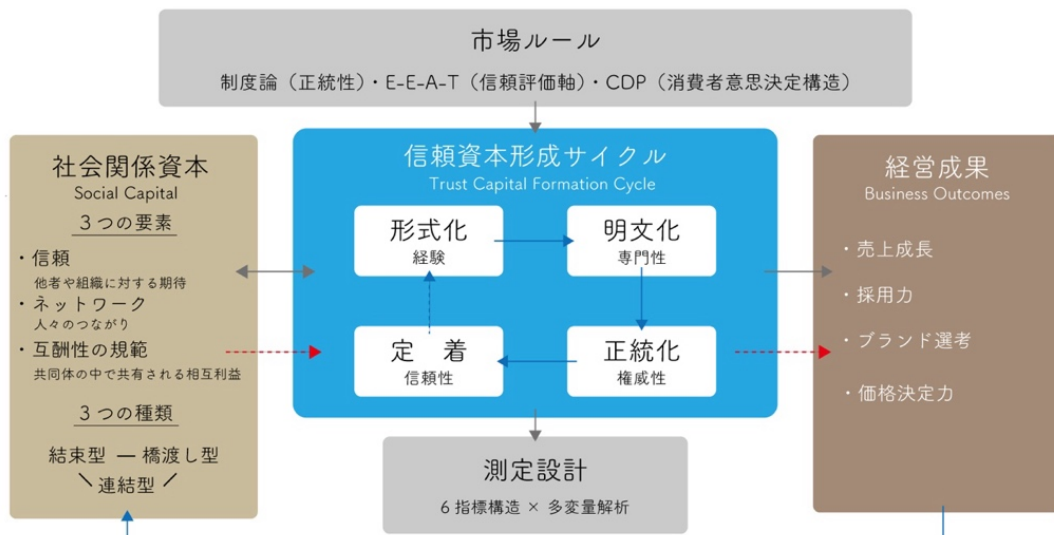 市場ルール
制度論（正統性）・E-E-A-T（信頼評価軸）・CDP（消費者意思決定構造）
社会関係資本
Social Capital
3つの要素
・信頼
他者や組織に対する期待
・ネットワーク
人々のつながり
・互酬性の規範
共同体の中で共有される相互利益
3つの種類
結束型 ― 橋渡し型
連結型
信頼資本形成サイクル
Trust Capital Formation Cycle
形式化
経験
明文化
専門性
定　着
信頼性
正統化
権威性
経営成果
Business Outcomes
・売上成長
・採用力
・ブランド選考
・価格決定力
測定設計
6指標構造 × 多変量解析